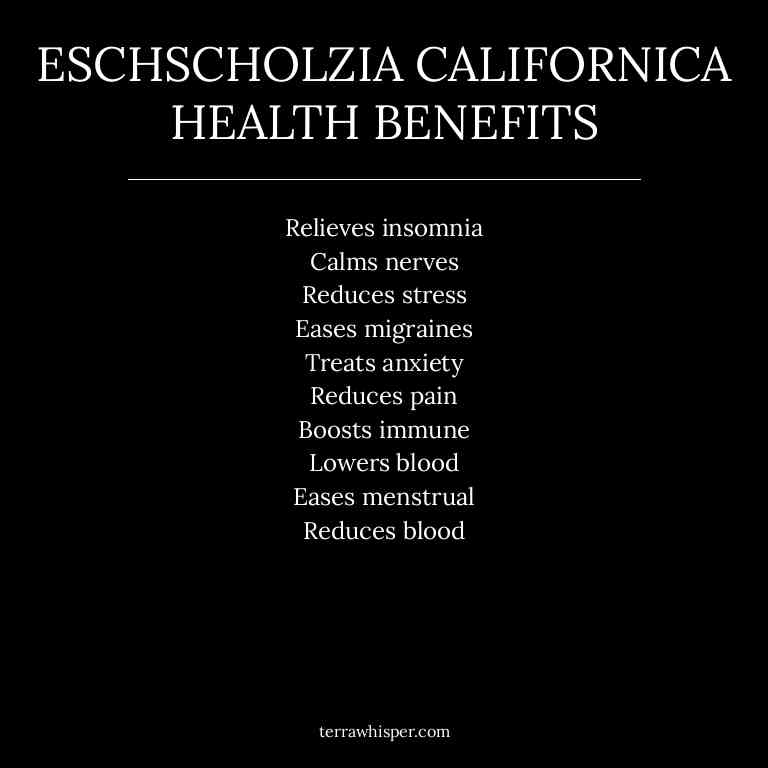 ESCHSCHOLZIA CALIFORNICA
HEALTH BENEFITS
Relieves insomnia
Calms nerves
Reduces stress
Eases migraines
Treats anxiety
Reduces pain
Boosts immune
Lowers blood
Eases menstrual
Reduces blood
terrawhisper.com